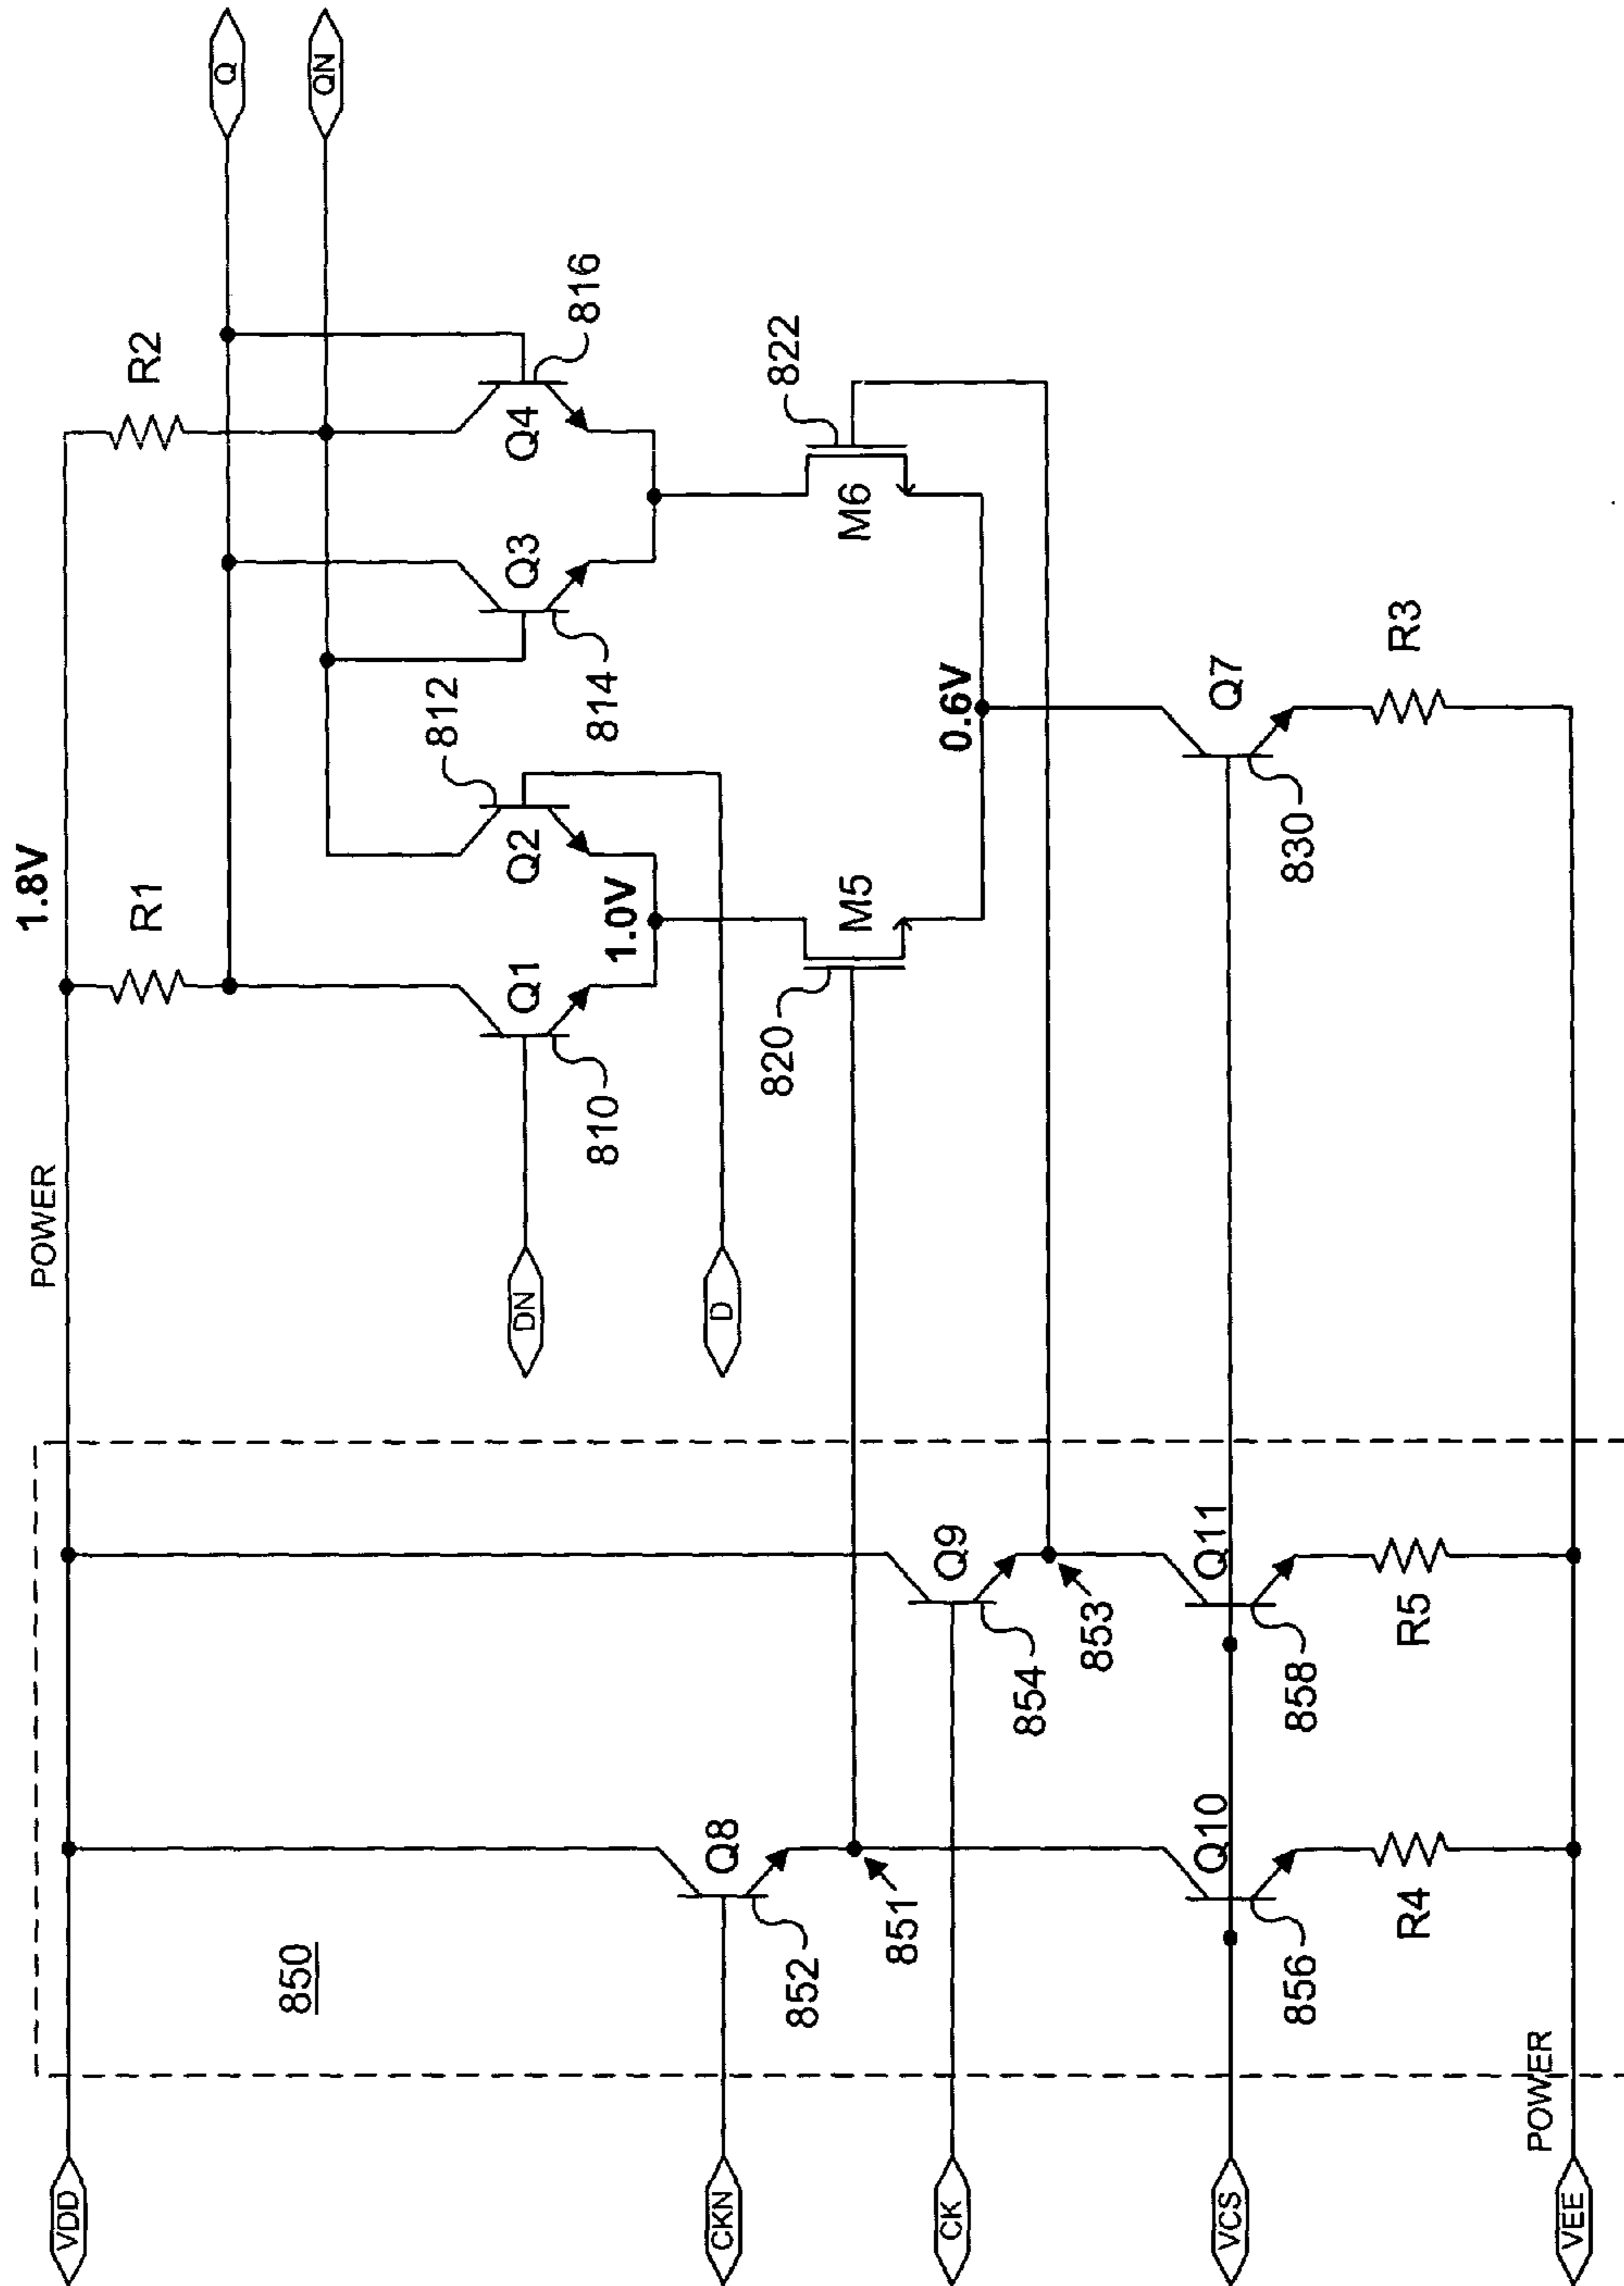 1.8V
POWER
VDD
R1
R2
Q
QN
850
Q1
Q2
Q3
Q4
810
812
814
816
DN
D
1.0V
CKN
Q8
852
851
820
M5
M6
822
CK
Q9
854
853
0.6V
VCS
Q10
856
Q11
858
Q7
830
R4
R5
R3
POWER
VEE